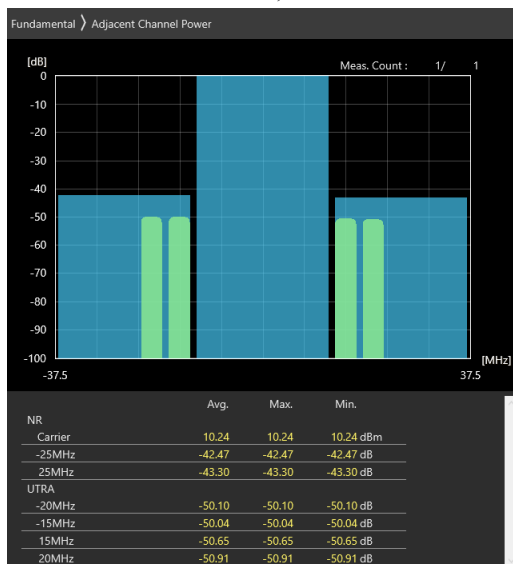 Fundamental ❭ Adjacent Channel Power
[dB]
Meas. Count : 1/ 1
0
-10
-20
-30
-40
-50
-60
-70
-80
-90
-100
[MHz]
-37.5 37.5
Avg. Max. Min.
NR
Carrier 10.24 10.24 10.24 dBm
-25MHz -42.47 -42.47 -42.47 dB
25MHz -43.30 -43.30 -43.30 dB
UTRA
-20MHz -50.10 -50.10 -50.10 dB
-15MHz -50.04 -50.04 -50.04 dB
15MHz -50.65 -50.65 -50.65 dB
20MHz -50.91 -50.91 -50.91 dB